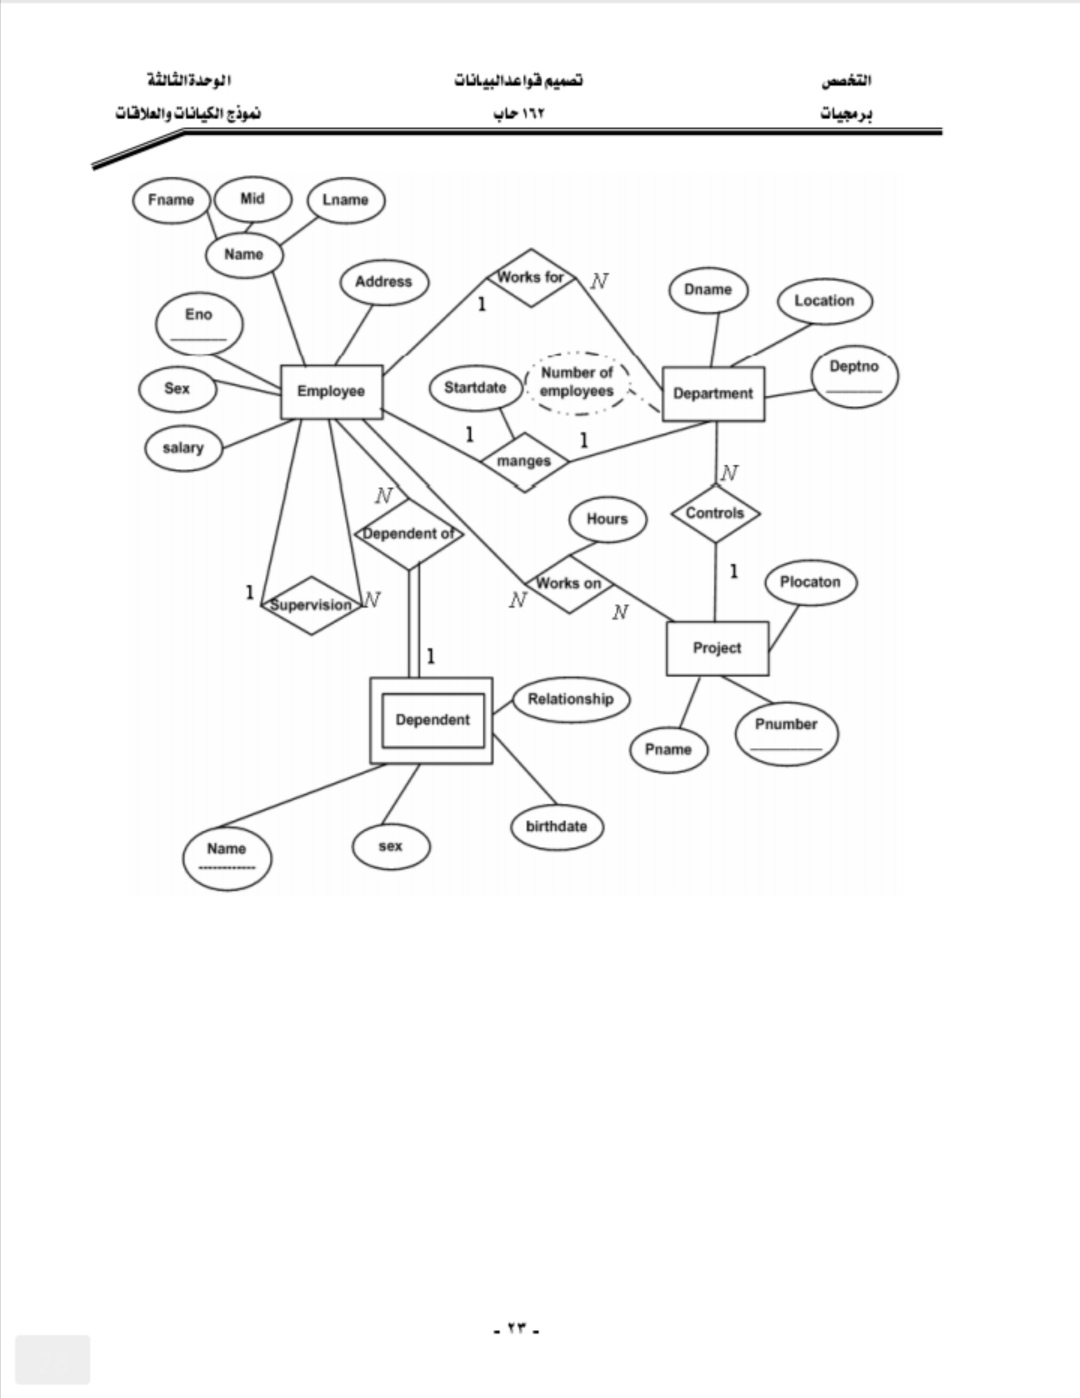 التخصص تصميم قواعد البيانات الوحدة الثالثة
برمجيات ١٦٢ حاب نموذج الكيانات والعلاقات
Fname Mid Lname
Name
Address
Works for N
1
Dname
Location
Eno
Sex
salary
Employee
Startdate
Number of
employees
Department
Deptno
1 manges 1
N
Controls
1
N
Dependent of
Hours
N Works on N
1 Supervision N
Plocaton
Project
Pname
Pnumber
1
Dependent
Relationship
Name
sex
birthdate
- ٢٣ -